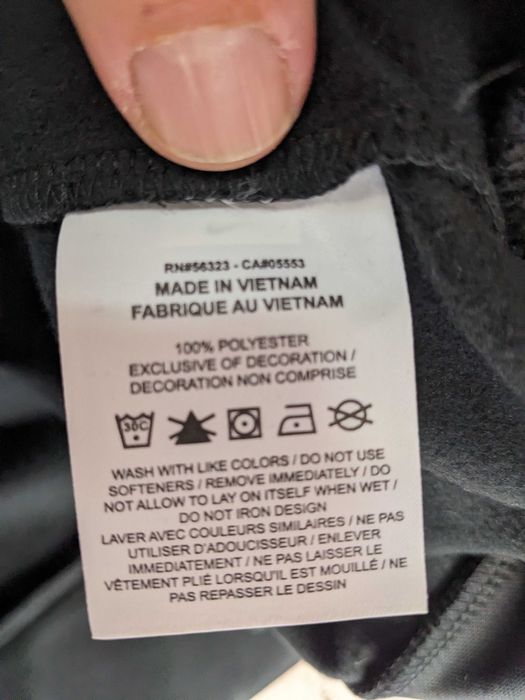 RN#56323 - CA#05553
MADE IN VIETNAM
FABRIQUE AU VIETNAM
100% POLYESTER
EXCLUSIVE OF DECORATION /
DECORATION NON COMPRISE
30C
WASH WITH LIKE COLORS / DO NOT USE
SOFTENERS / REMOVE IMMEDIATELY / DO
NOT ALLOW TO LAY ON ITSELF WHEN WET /
DO NOT IRON DESIGN
LAVER AVEC COULEURS SIMILAIRES / NE PAS
UTILISER D'ADOUCISSEUR / ENLEVER
IMMEDIATEMENT / NE PAS LAISSER LE
VÊTEMENT PLIÉ LORSQU'IL EST MOUILLÉ / NE
PAS REPASSER LE DESSIN